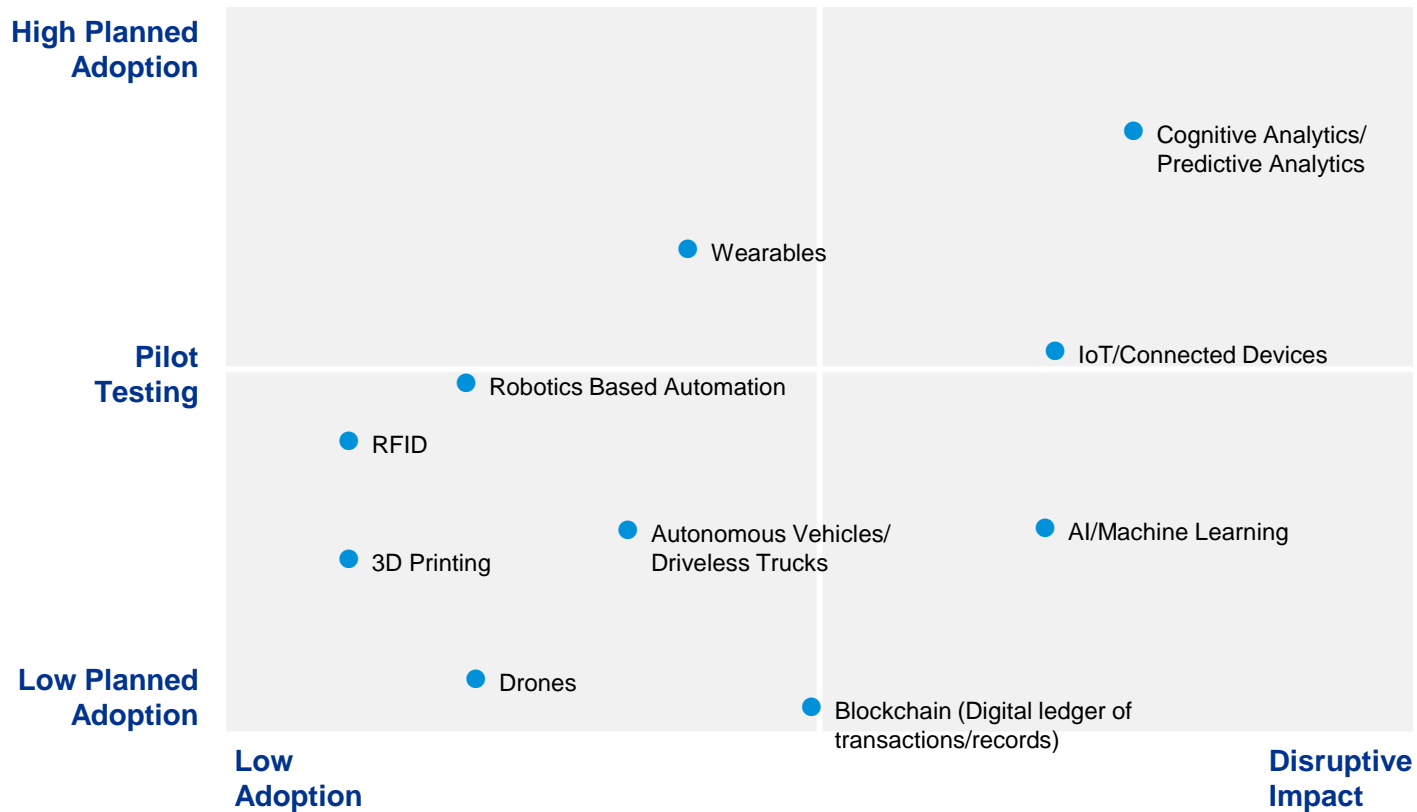 High Planned
Adoption
Cognitive Analytics/
Predictive Analytics
Wearables
Pilot
Testing
IoT/Connected Devices
Robotics Based Automation
RFID
Autonomous Vehicles/
Driveless Trucks
AI/Machine Learning
3D Printing
Low Planned
Adoption
Drones
Blockchain (Digital ledger of
transactions/records)
Low
Adoption
Disruptive
Impact